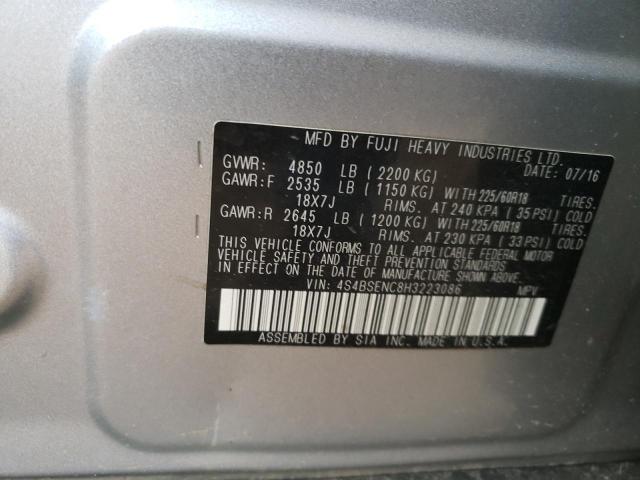 MFD BY FUJI HEAVY INDUSTRIES LTD.
DATE: 07/16
GVWR: 4850 LB (2200 KG)
GAWR:F 2535 LB (1150 KG) WITH 225/60R18 TIRES.
18X7J RIMS. AT 240 KPA (35 PSI) COLD
GAWR:R 2645 LB (1200 KG) WITH 225/60R18 TIRES.
18X7J RIMS. AT 230 KPA (33 PSI) COLD
THIS VEHICLE CONFORMS TO ALL APPLICABLE FEDERAL MOTOR
VEHICLE SAFETY AND THEFT PREVENTION STANDARDS
IN EFFECT ON THE DATE OF MANUFACTURE SHOWN ABOVE.
VIN: 4S4BSENC8H3223086 MPV
ASSEMBLED BY SIA INC. MADE IN U.S.A.